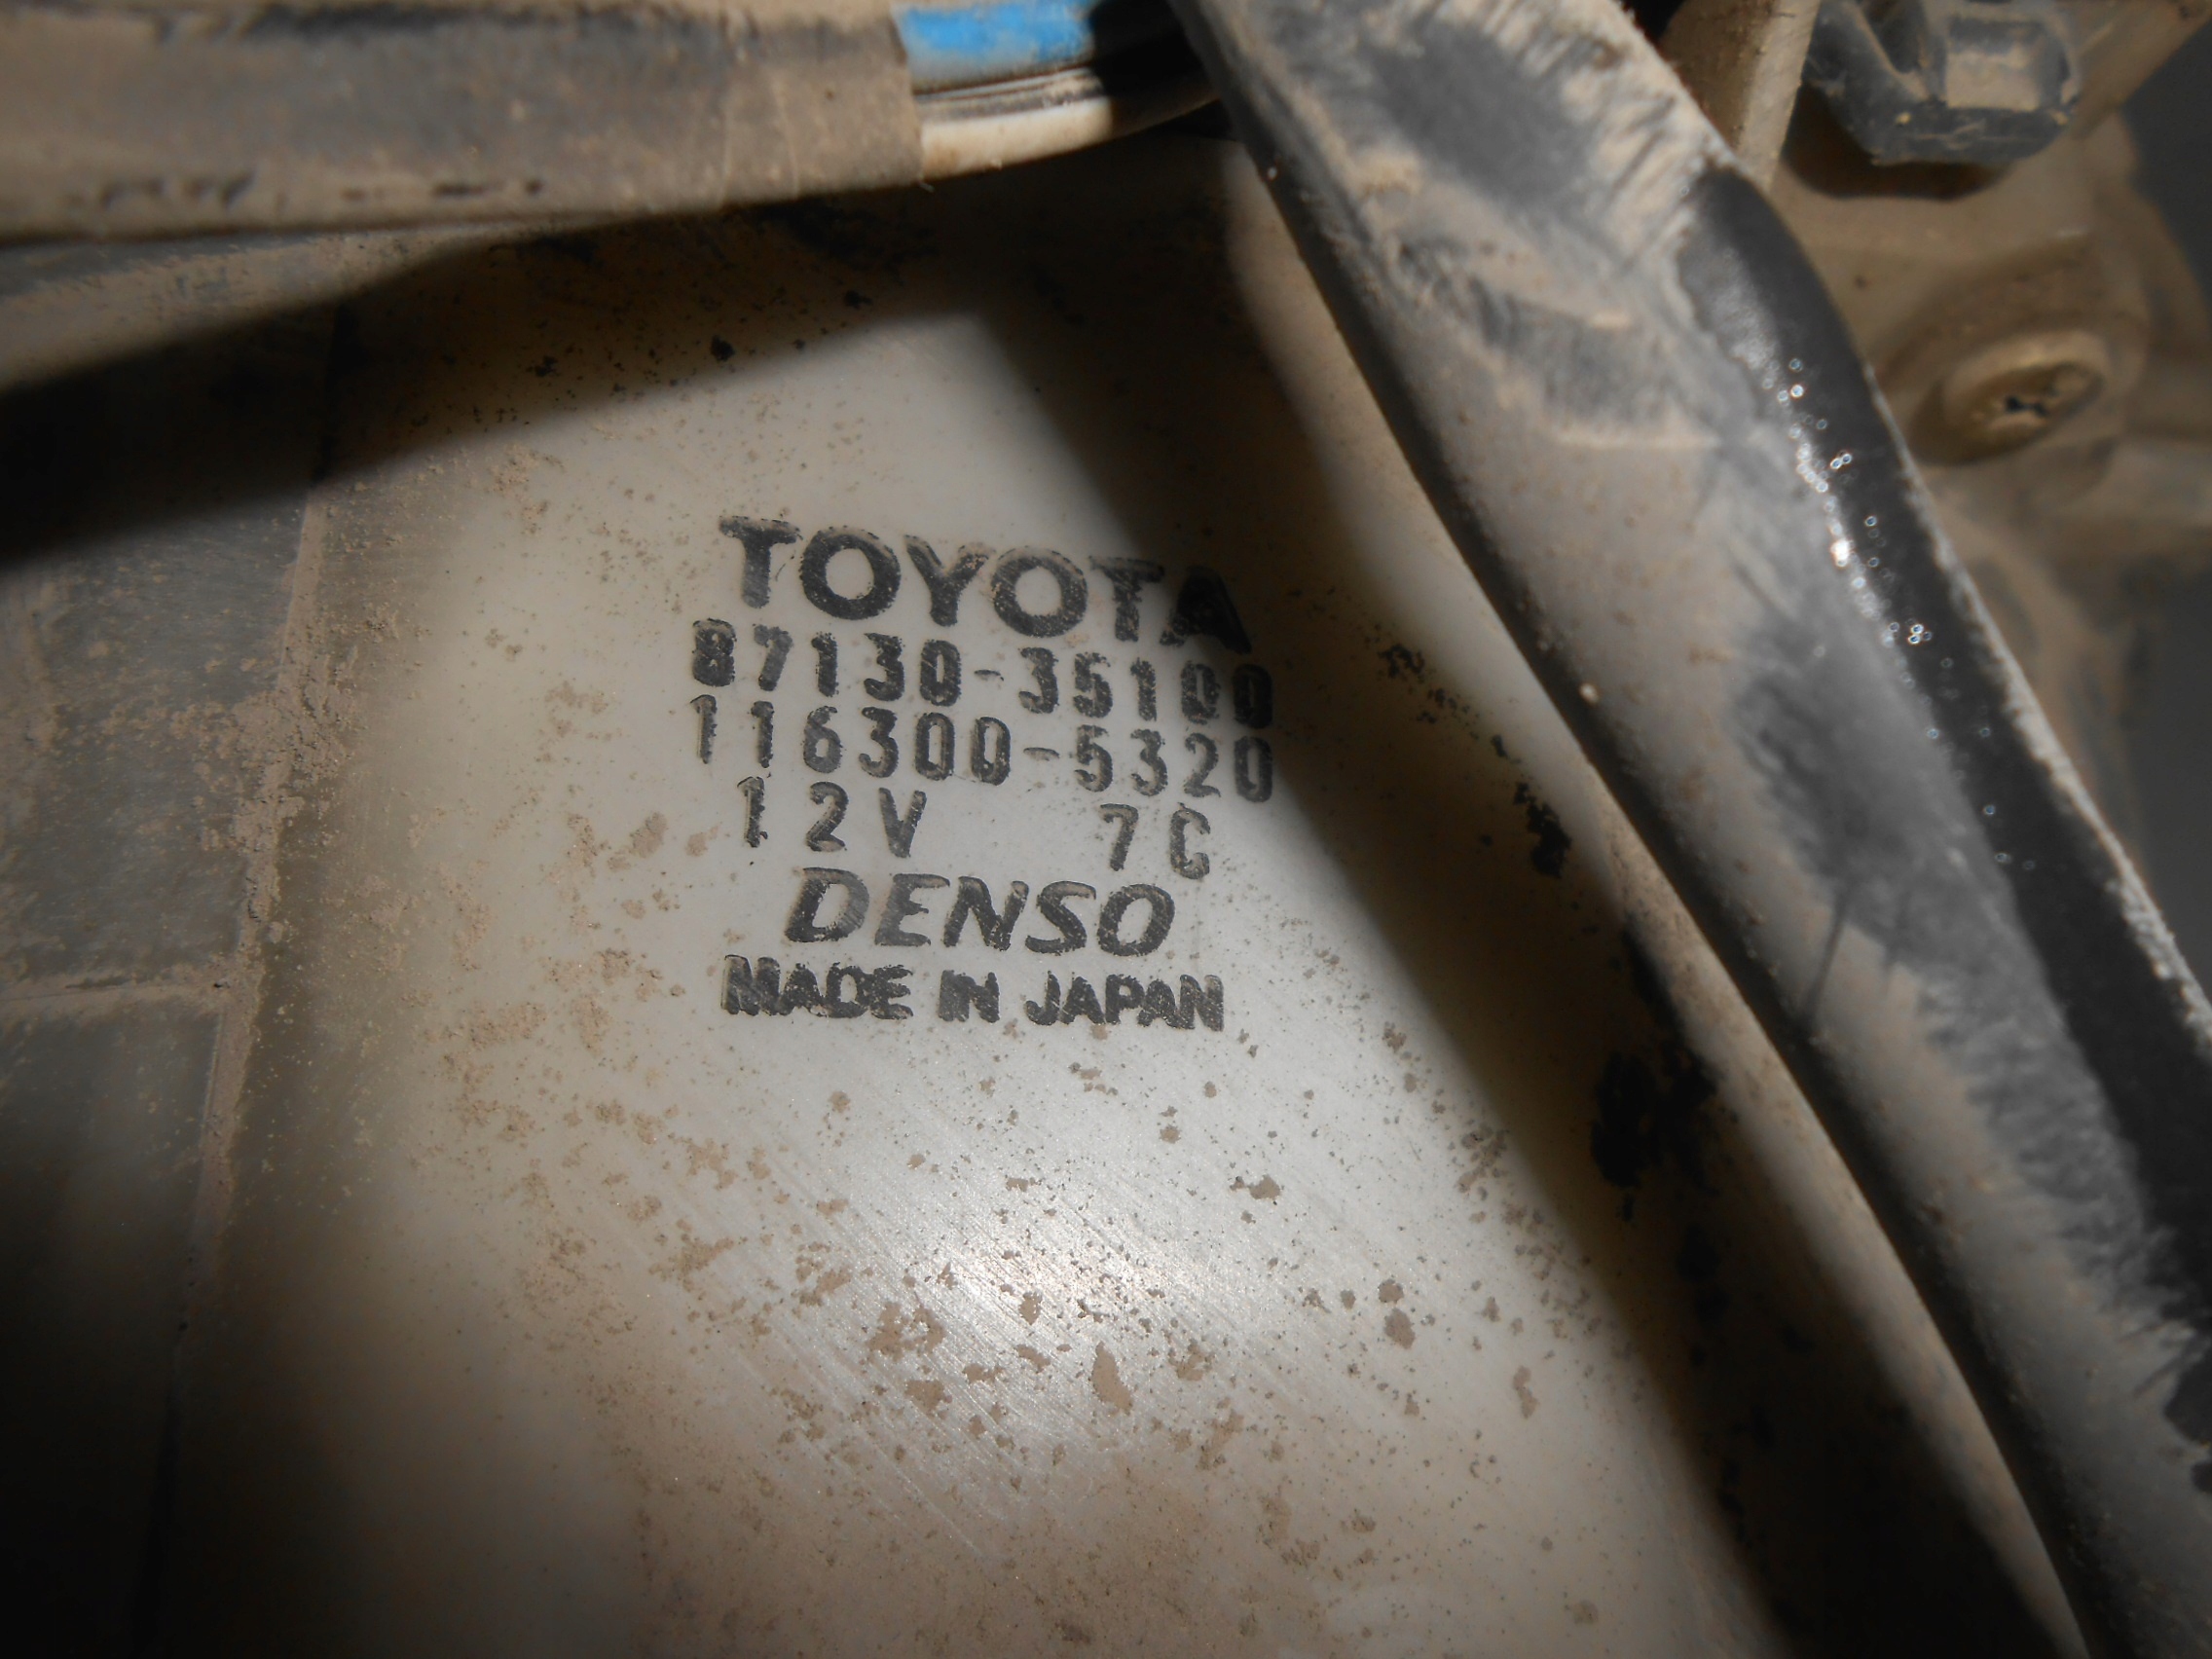 TOYOTA
87130-35100
116300-5320
12V 7C
DENSO
MADE IN JAPAN